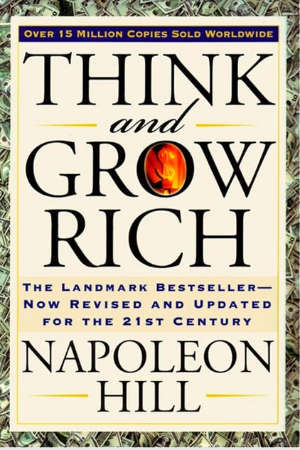 OVER 15 MILLION COPIES SOLD WORLDWIDE
THINK
and
GROW
RICH
THE LANDMARK BESTSELLER—
NOW REVISED AND UPDATED
FOR THE 21ST CENTURY
NAPOLEON
HILL